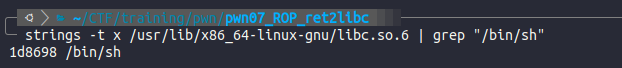 ~/CTF/training/pwn/pwn07_ROP_ret2libc
strings -t x /usr/lib/x86_64-linux-gnu/libc.so.6 | grep "/bin/sh"
1d8698 /bin/sh